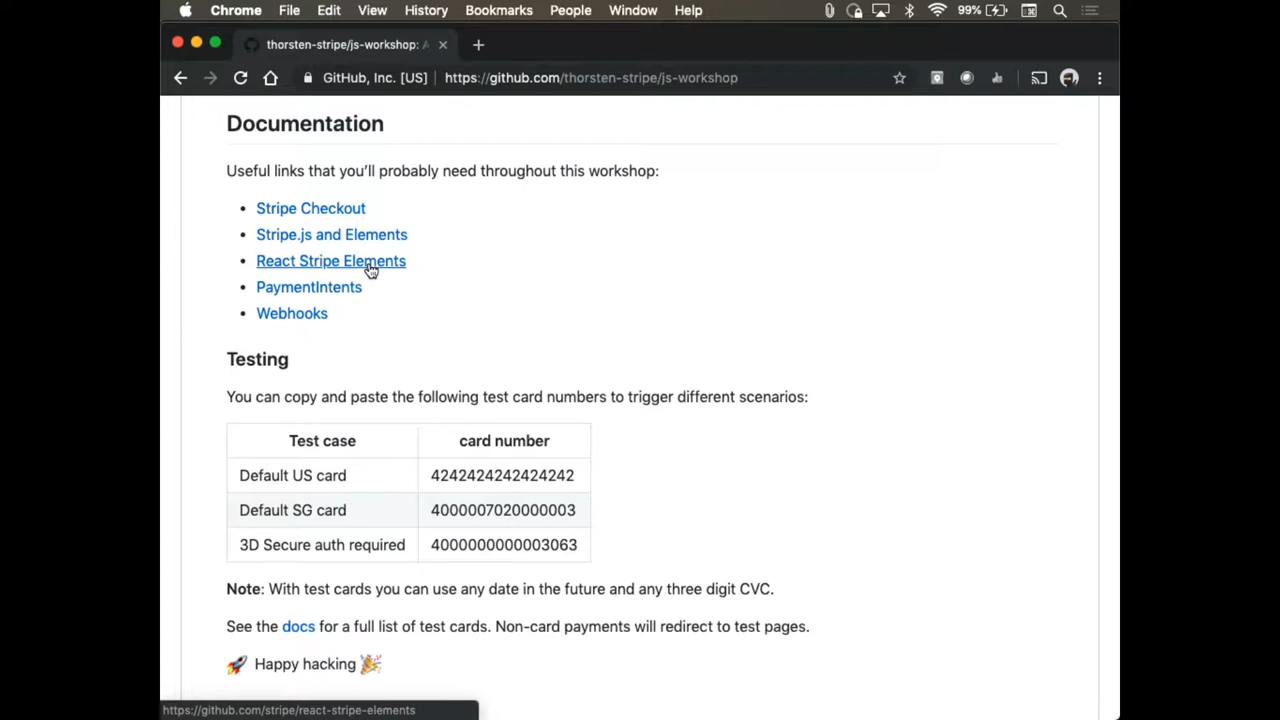 Chrome File Edit View History Bookmarks People Window Help 99%
thorsten-stripe/js-workshop: A
GitHub, Inc. [US] https://github.com/thorsten-stripe/js-workshop
Documentation
Useful links that you’ll probably need throughout this workshop:
• Stripe Checkout
• Stripe.js and Elements
• React Stripe Elements
• PaymentIntents
• Webhooks
Testing
You can copy and paste the following test card numbers to trigger different scenarios:
Test case card number
Default US card 4242424242424242
Default SG card 4000007020000003
3D Secure auth required 4000000000003063
Note: With test cards you can use any date in the future and any three digit CVC.
See the docs for a full list of test cards. Non-card payments will redirect to test pages.
🚀 Happy hacking 🎉
https://github.com/stripe/react-stripe-elements